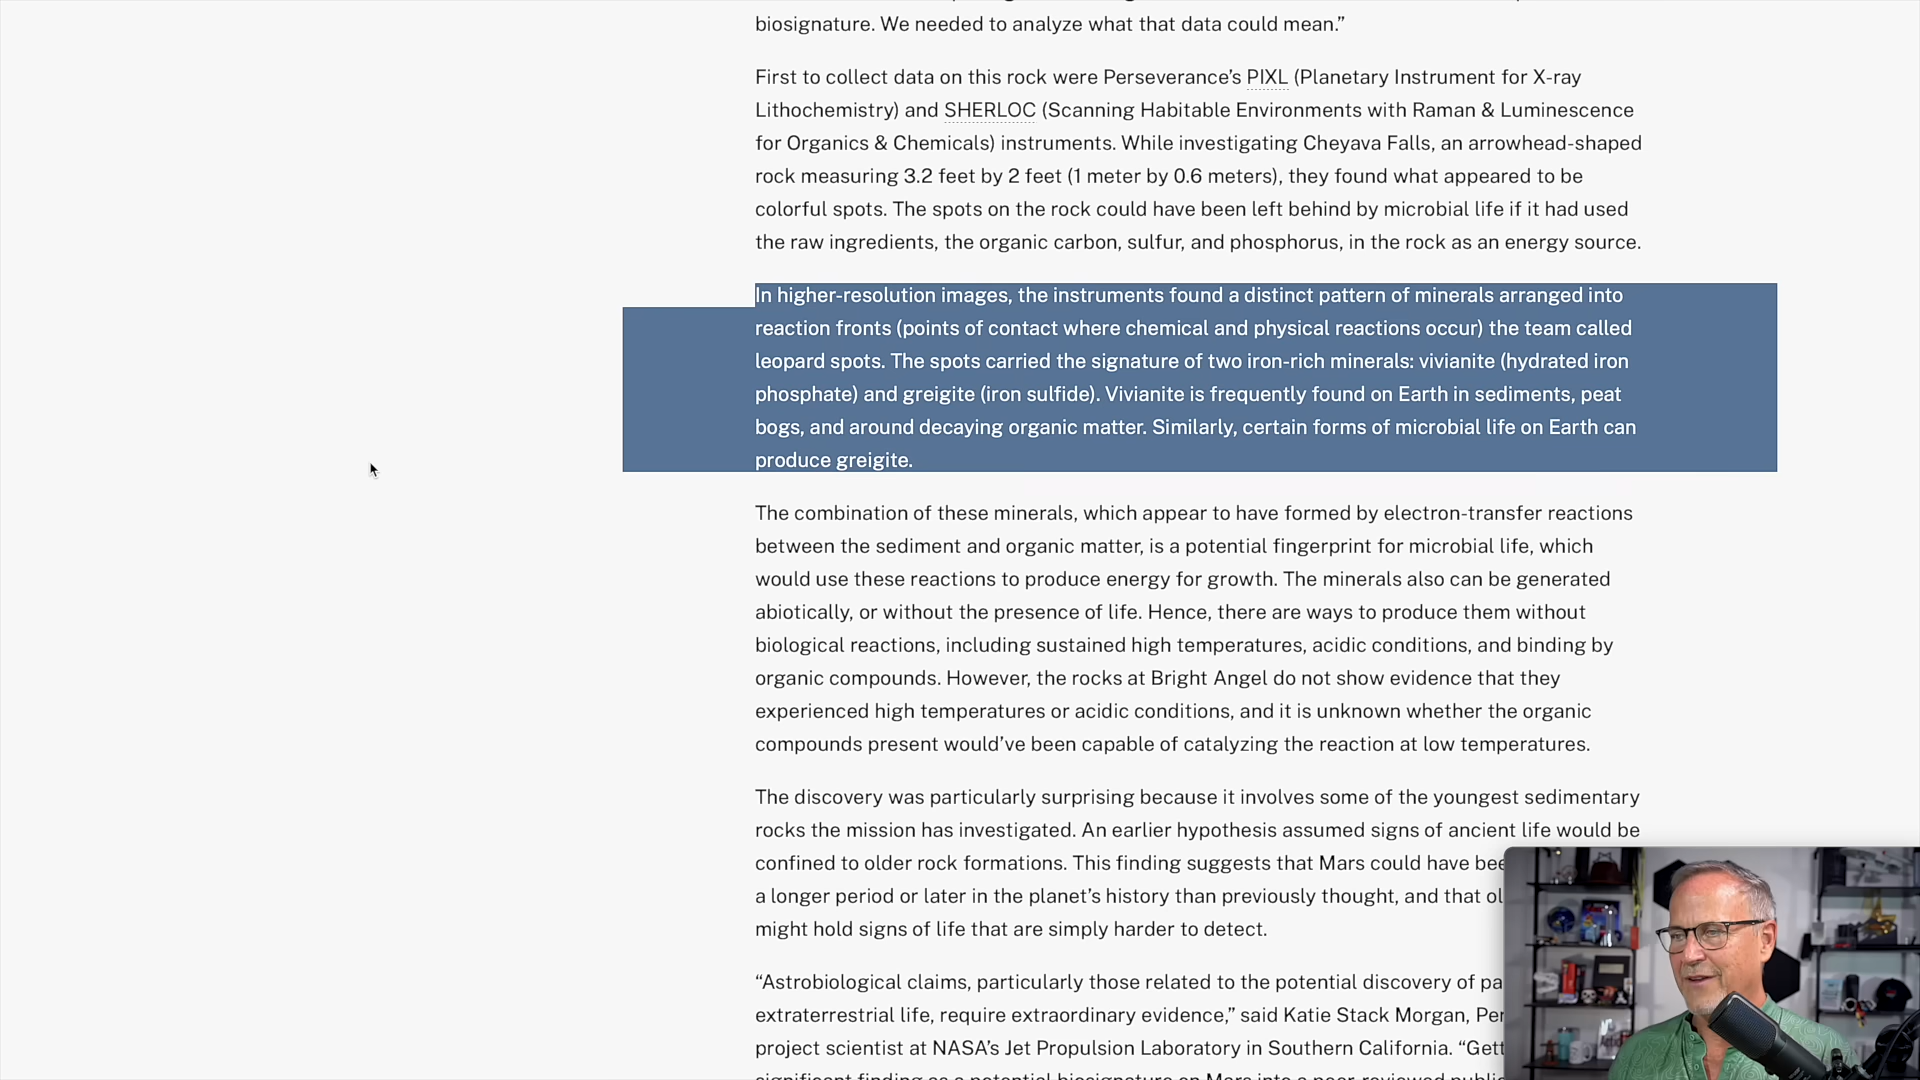 biosignature. We needed to analyze what that data could mean.”
First to collect data on this rock were Perseverance’s PIXL (Planetary Instrument for X-ray
Lithochemistry) and SHERLOC (Scanning Habitable Environments with Raman & Luminescence
for Organics & Chemicals) instruments. While investigating Cheyava Falls, an arrowhead-shaped
rock measuring 3.2 feet by 2 feet (1 meter by 0.6 meters), they found what appeared to be
colorful spots. The spots on the rock could have been left behind by microbial life if it had used
the raw ingredients, the organic carbon, sulfur, and phosphorus, in the rock as an energy source.
In higher-resolution images, the instruments found a distinct pattern of minerals arranged into
reaction fronts (points of contact where chemical and physical reactions occur) the team called
leopard spots. The spots carried the signature of two iron-rich minerals: vivianite (hydrated iron
phosphate) and greigite (iron sulfide). Vivianite is frequently found on Earth in sediments, peat
bogs, and around decaying organic matter. Similarly, certain forms of microbial life on Earth can
produce greigite.
The combination of these minerals, which appear to have formed by electron-transfer reactions
between the sediment and organic matter, is a potential fingerprint for microbial life, which
would use these reactions to produce energy for growth. The minerals also can be generated
abiotically, or without the presence of life. Hence, there are ways to produce them without
biological reactions, including sustained high temperatures, acidic conditions, and binding by
organic compounds. However, the rocks at Bright Angel do not show evidence that they
experienced high temperatures or acidic conditions, and it is unknown whether the organic
compounds present would’ve been capable of catalyzing the reaction at low temperatures.
The discovery was particularly surprising because it involves some of the youngest sedimentary
rocks the mission has investigated. An earlier hypothesis assumed signs of ancient life would be
confined to older rock formations. This finding suggests that Mars could have bee
a longer period or later in the planet’s history than previously thought, and that ol
might hold signs of life that are simply harder to detect.
“Astrobiological claims, particularly those related to the potential discovery of pa
extraterrestrial life, require extraordinary evidence,” said Katie Stack Morgan, Per
project scientist at NASA’s Jet Propulsion Laboratory in Southern California. “Gett